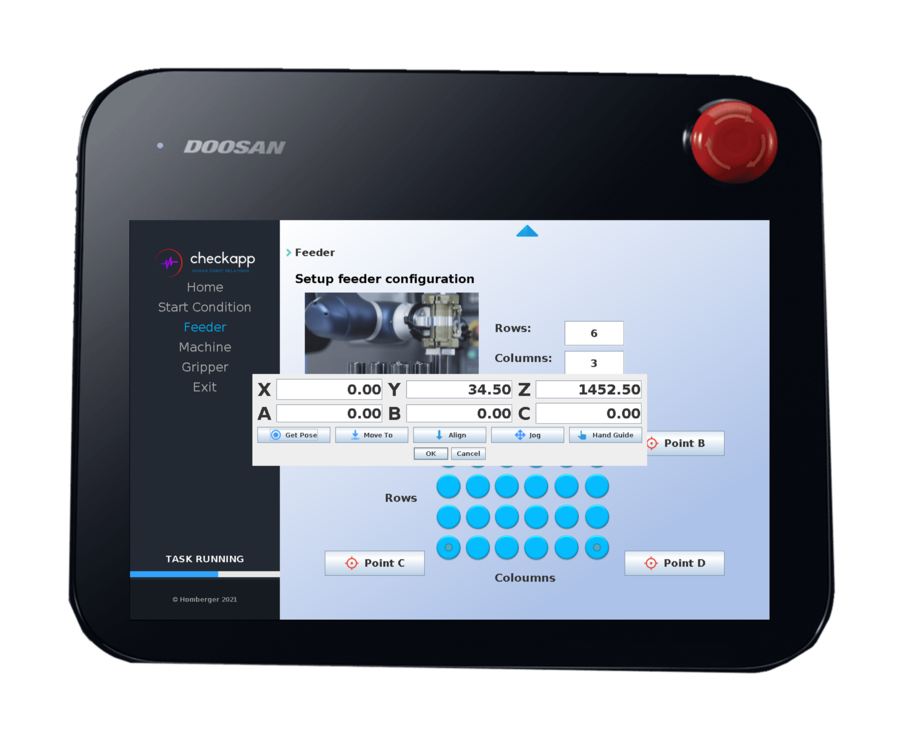 DOOSAN
checkapp
Home
Start Condition
Feeder
Machine
Gripper
Exit
TASK RUNNING
© Homberger 2021
> Feeder
Setup feeder configuration
Rows: 6
Columns: 3
X 0.00 Y 34.50 Z 1452.50
A 0.00 B 0.00 C 0.00
Get Pose Move To Align Jog Hand Guide
OK Cancel
Point B
Rows
Point C
Point D
Coloumns